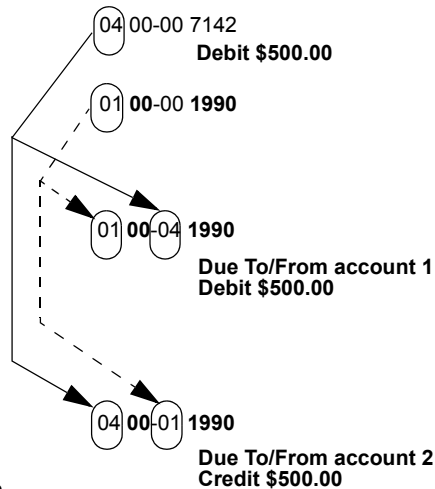 04 00-00 7142
Debit $500.00
01 00-00 1990
01 00-04 1990
Due To/From account 1
Debit $500.00
04 00-01 1990
Due To/From account 2
Credit $500.00